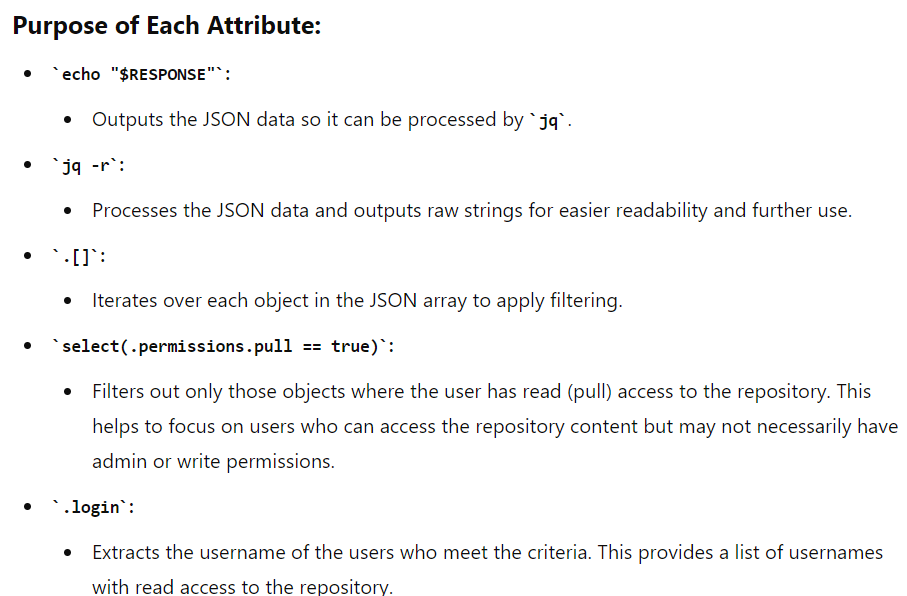 Purpose of Each Attribute:
• `echo "$RESPONSE"`:
• Outputs the JSON data so it can be processed by `jq`.
• `jq -r`:
• Processes the JSON data and outputs raw strings for easier readability and further use.
• `.[]`:
• Iterates over each object in the JSON array to apply filtering.
• `select(.permissions.pull == true)`:
• Filters out only those objects where the user has read (pull) access to the repository. This
helps to focus on users who can access the repository content but may not necessarily have
admin or write permissions.
• `.login`:
• Extracts the username of the users who meet the criteria. This provides a list of usernames
with read access to the repository.